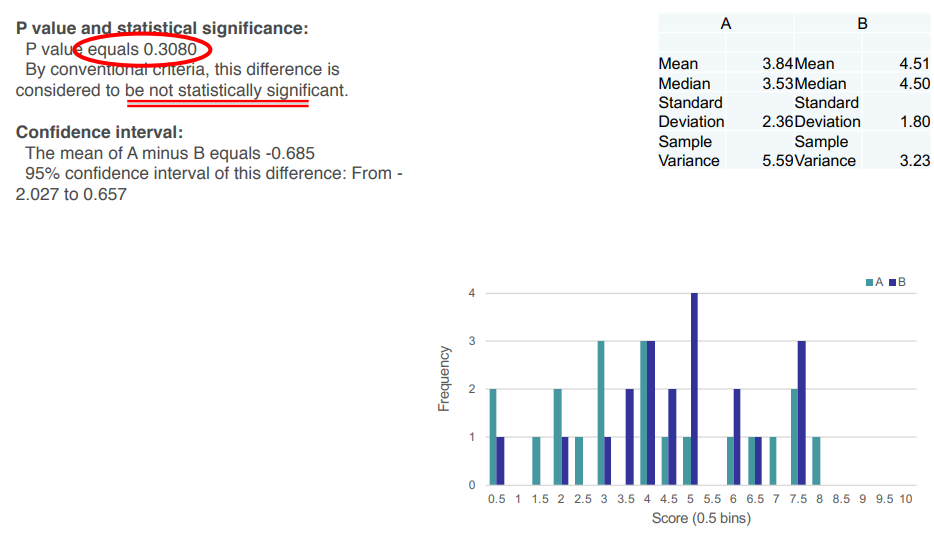 P value and statistical significance:
P value equals 0.3080
By conventional criteria, this difference is
considered to be not statistically significant.
Confidence interval:
The mean of A minus B equals -0.685
95% confidence interval of this difference: From -
2.027 to 0.657
A B
Mean 3.84 Mean 4.51
Median 3.53 Median 4.50
Standard Standard
Deviation 2.36 Deviation 1.80
Sample Sample
Variance 5.59 Variance 3.23
A B
4
3
2
1
0
Frequency
0.5 1 1.5 2 2.5 3 3.5 4 4.5 5 5.5 6 6.5 7 7.5 8 8.5 9 9.5 10
Score (0.5 bins)